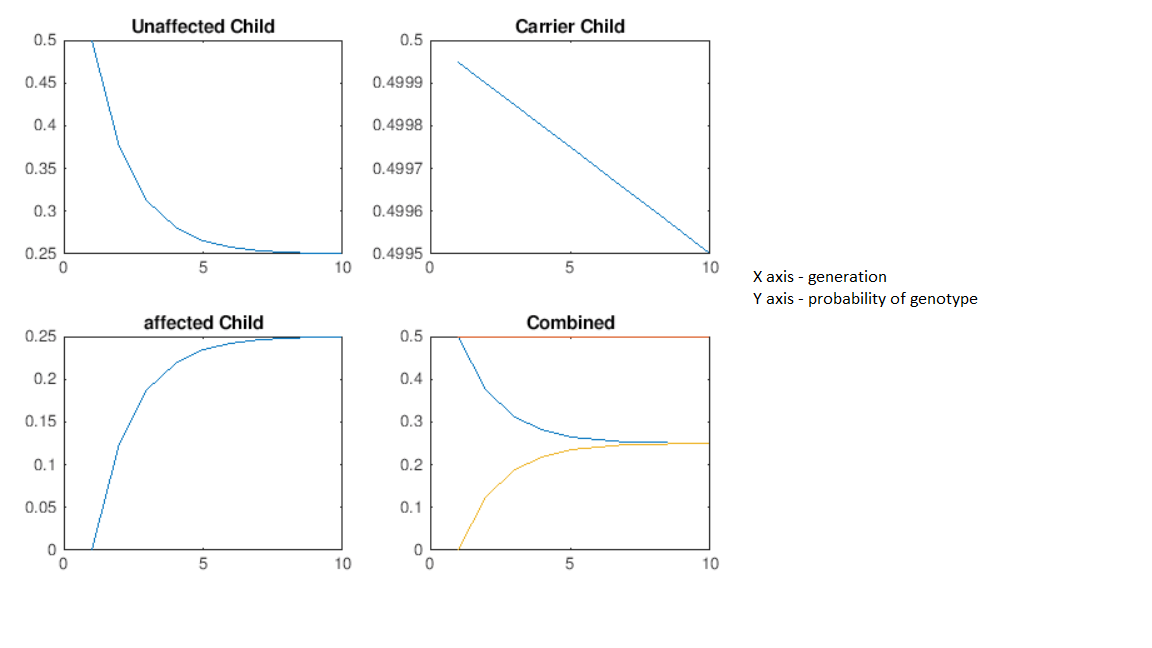 Unaffected Child
0.5
0.45
0.4
0.35
0.3
0.25
0 5 10
Carrier Child
0.5
0.4999
0.4998
0.4997
0.4996
0.4995
0 5 10
X axis - generation
Y axis - probability of genotype
affected Child
0.25
0.2
0.15
0.1
0.05
0
0 5 10
Combined
0.5
0.4
0.3
0.2
0.1
0
0 5 10